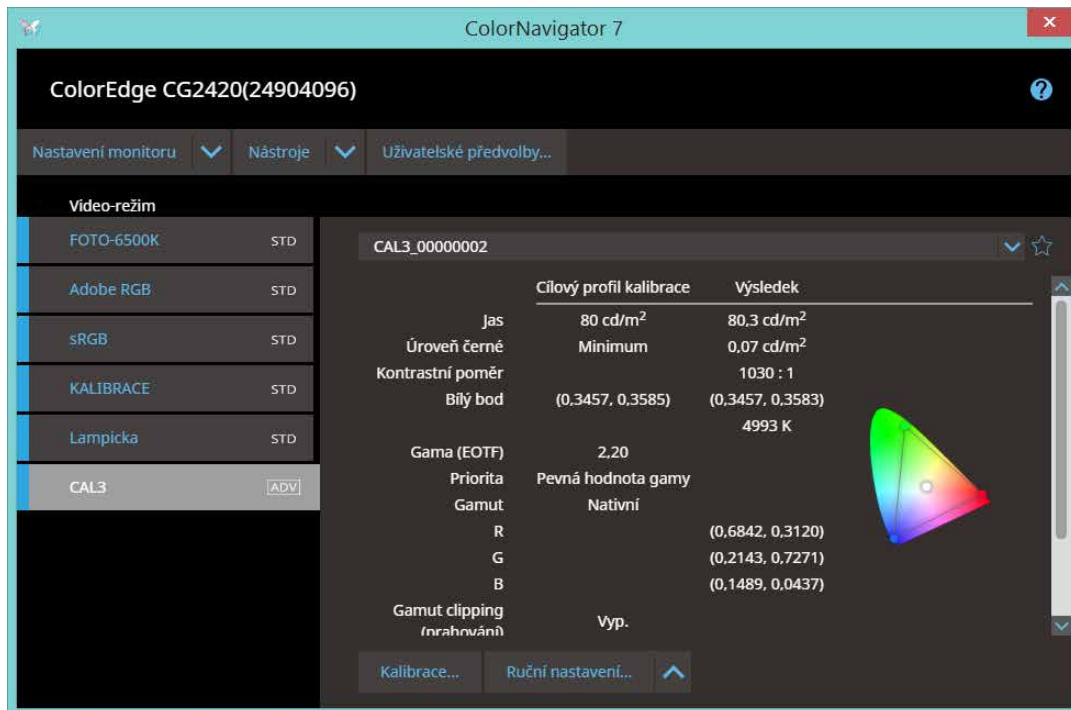 ColorNavigator 7
ColorEdge CG2420(24904096)
Nastavení monitoru Nástroje Uživatelské předvolby...
Video-režim
FOTO-6500K STD
Adobe RGB STD
sRGB STD
KALIBRACE STD
Lampicka STD
CAL3 ADV
CAL3_00000002
Cílový profil kalibrace Výsledek
Jas 80 cd/m² 80,3 cd/m²
Úroveň černé Minimum 0,07 cd/m²
Kontrastní poměr 1030 : 1
Bílý bod (0,3457, 0,3585) (0,3457, 0,3583)
4993 K
Gama (EOTF) 2,20
Priorita Pevná hodnota gamy
Gamut Nativní
R (0,6842, 0,3120)
G (0,2143, 0,7271)
B (0,1489, 0,0437)
Gamut clipping
(prahování) Vyp.
Kalibrace... Ruční nastavení...